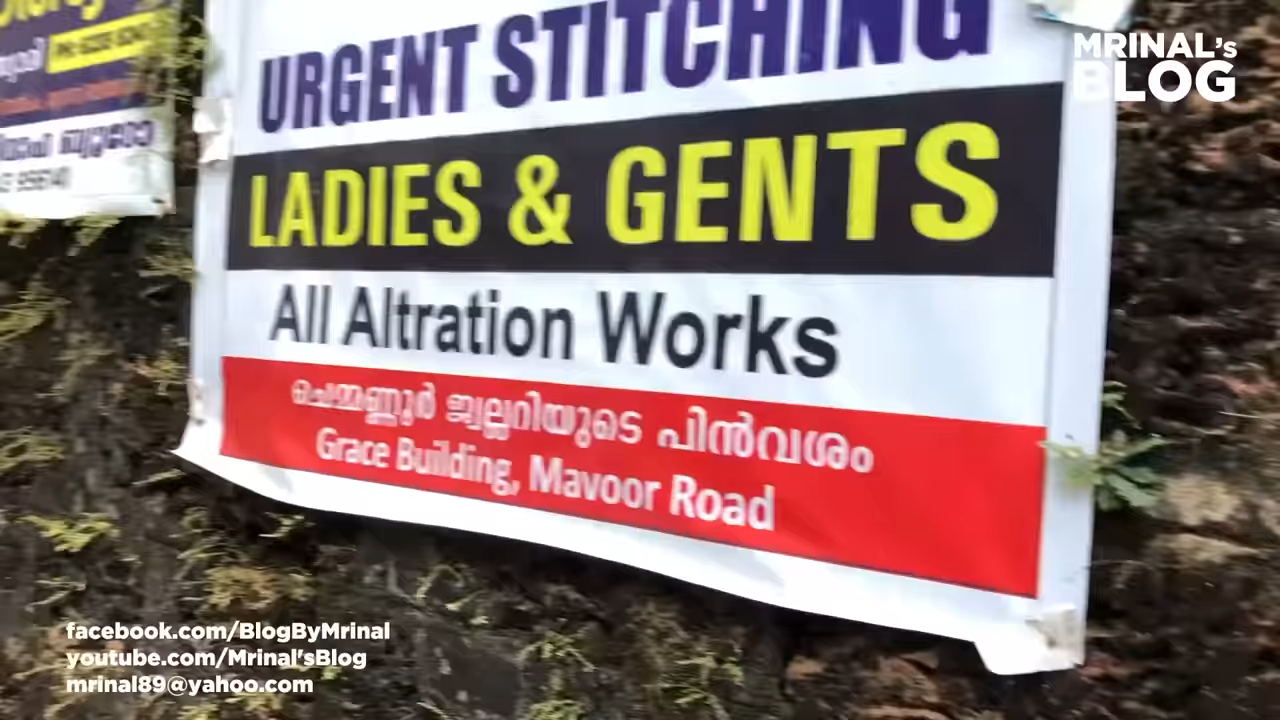 URGENT STITCHING
LADIES & GENTS
All Altration Works
ചെമ്മണ്ണൂർ ജ്വല്ലറിയുടെ പിൻവശം
Grace Building, Mavoor Road
MRINAL's
BLOG
facebook.com/BlogByMrinal
youtube.com/Mrinal'sBlog
mrinal89@yahoo.com